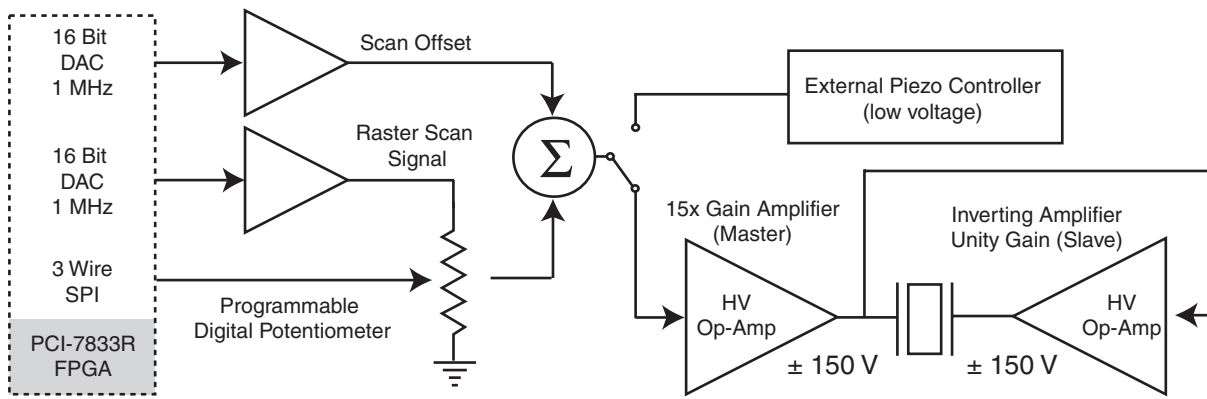 16 Bit
DAC
1 MHz
Scan Offset
16 Bit
DAC
1 MHz
Raster Scan
Signal
3 Wire
SPI
Programmable
Digital Potentiometer
PCI-7833R
FPGA
Σ
External Piezo Controller
(low voltage)
15x Gain Amplifier
(Master)
Inverting Amplifier
Unity Gain (Slave)
HV
Op-Amp
± 150 V
± 150 V
HV
Op-Amp